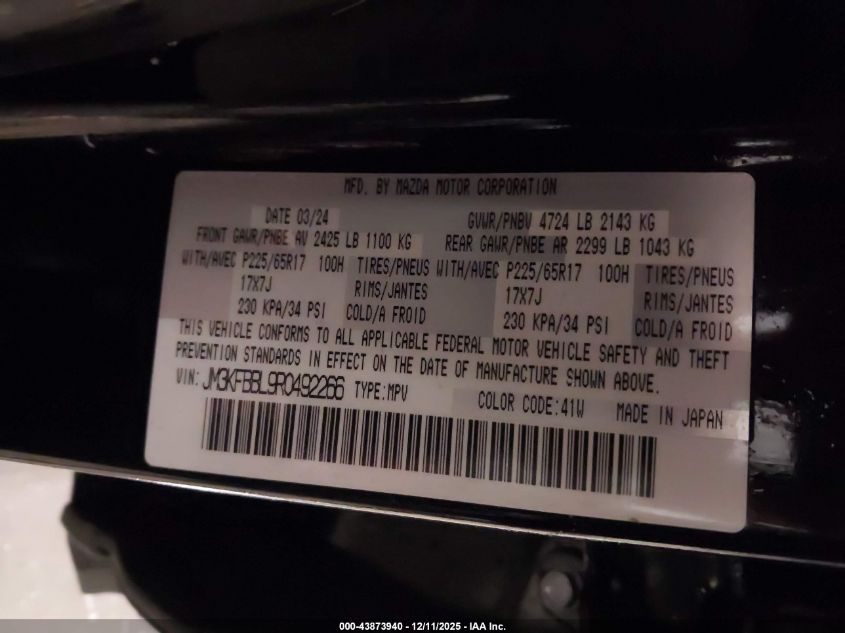 MFD. BY MAZDA MOTOR CORPORATION
DATE 03/24 GVWR/PNBV 4724 LB 2143 KG
FRONT GAWR/PNBE AV 2425 LB 1100 KG REAR GAWR/PNBE AR 2299 LB 1043 KG
WITH/AVEC P225/65R17 100H TIRES/PNEUS WITH/AVEC P225/65R17 100H TIRES/PNEUS
17X7J RIMS/JANTES 17X7J RIMS/JANTES
230 KPA/34 PSI COLD/A FROID 230 KPA/34 PSI COLD/A FROID
THIS VEHICLE CONFORMS TO ALL APPLICABLE FEDERAL MOTOR VEHICLE SAFETY AND THEFT
PREVENTION STANDARDS IN EFFECT ON THE DATE OF MANUFACTURE SHOWN ABOVE.
VIN: JM3KFBBL9R0492266 TYPE:MPV COLOR CODE:41W MADE IN JAPAN
000-43873940 - 12/11/2025 - IAA Inc.